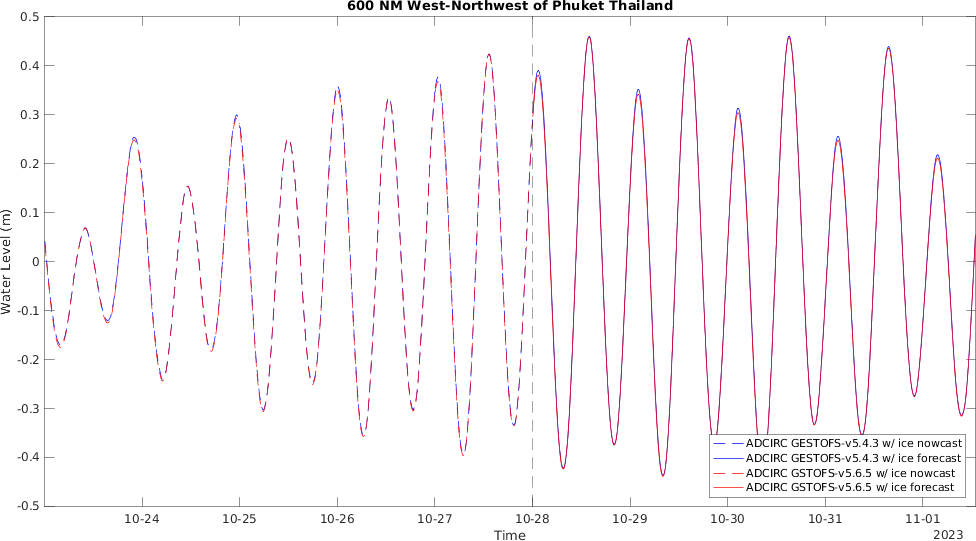 600 NM West-Northwest of Phuket Thailand
0.5
0.4
0.3
0.2
0.1
0
-0.1
-0.2
-0.3
-0.4
-0.5
Water Level (m)
ADCIRC GESTOFS-v5.4.3 w/ ice nowcast
ADCIRC GESTOFS-v5.4.3 w/ ice forecast
ADCIRC GSTOFS-v5.6.5 w/ ice nowcast
ADCIRC GSTOFS-v5.6.5 w/ ice forecast
10-24 10-25 10-26 10-27 10-28 10-29 10-30 10-31 11-01
Time
2023